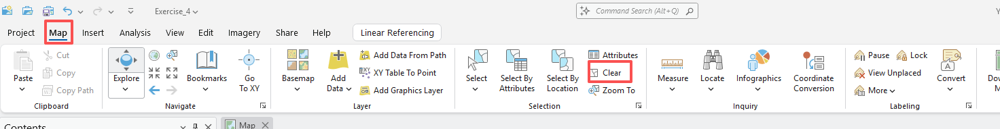 Exercise_4
Command Search (Alt+Q)
Project Map Insert Analysis View Edit Imagery Share Help Linear Referencing
Paste
Cut
Copy
Copy Path
Clipboard
Explore
Bookmarks
Go To XY
Navigate
Basemap
Add Data
Add Data From Path
XY Table To Point
Add Graphics Layer
Layer
Select
Select By Attributes
Select By Location
Attributes
Clear
Zoom To
Selection
Measure
Locate
Infographics
Coordinate Conversion
Inquiry
Pause
Lock
View Unplaced
More
Convert
Labeling
Contents
Map